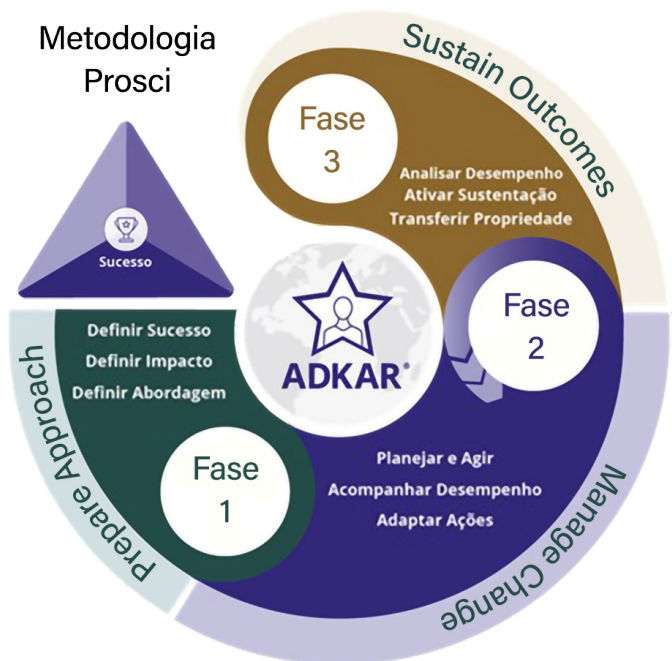 Metodologia
Prosci
Sucesso
Prepare Approach
Definir Sucesso
Definir Impacto
Definir Abordagem
Fase
1
Manage Change
Fase
2
Planejar e Agir
Acompanhar Desempenho
Adaptar Ações
Sustain Outcomes
Fase
3
Analisar Desempenho
Ativar Sustentação
Transferir Propriedade
ADKAR®